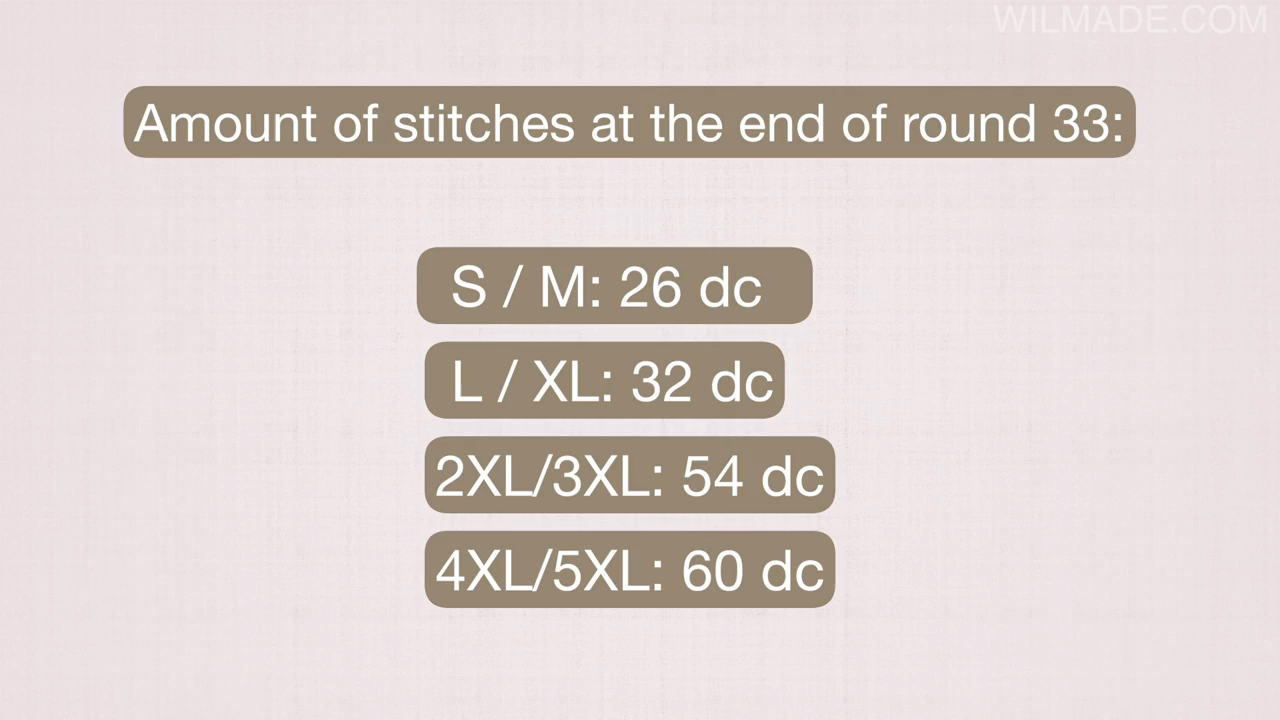 WILMADE.COM
Amount of stitches at the end of round 33:
S / M: 26 dc
L / XL: 32 dc
2XL/3XL: 54 dc
4XL/5XL: 60 dc